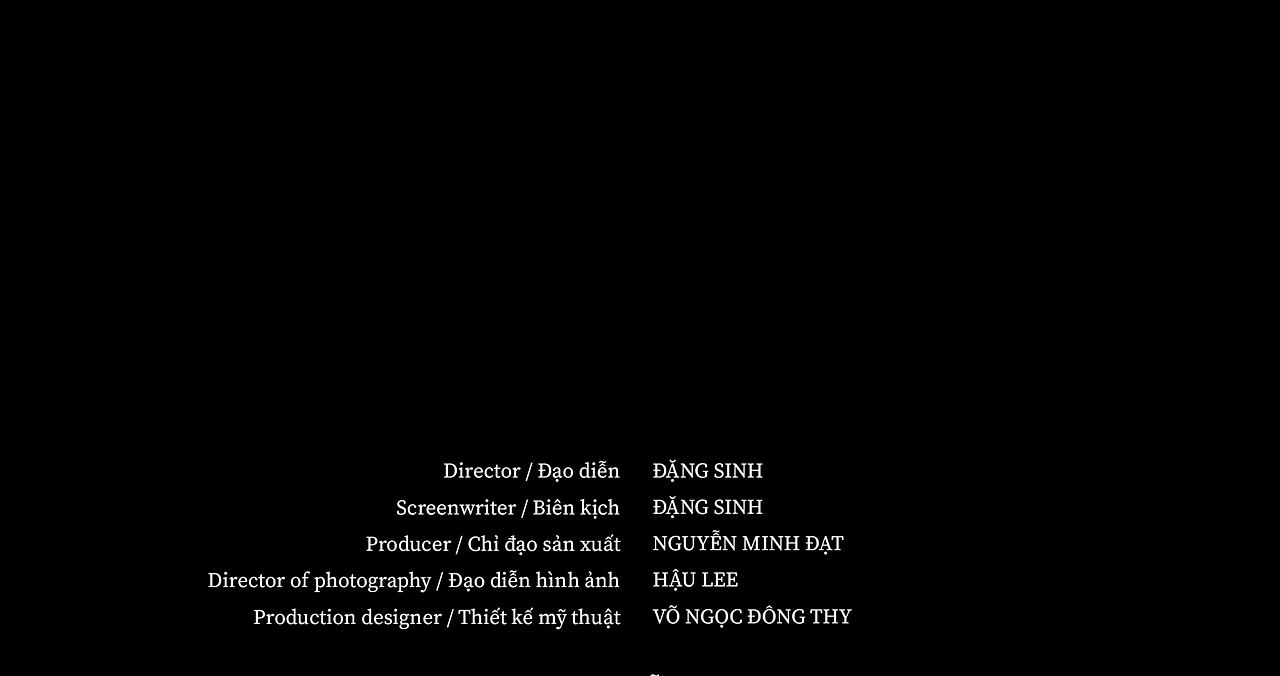 Director / Đạo diễn ĐẶNG SINH
Screenwriter / Biên kịch ĐẶNG SINH
Producer / Chỉ đạo sản xuất NGUYỄN MINH ĐẠT
Director of photography / Đạo diễn hình ảnh HẬU LEE
Production designer / Thiết kế mỹ thuật VÕ NGỌC ĐÔNG THY